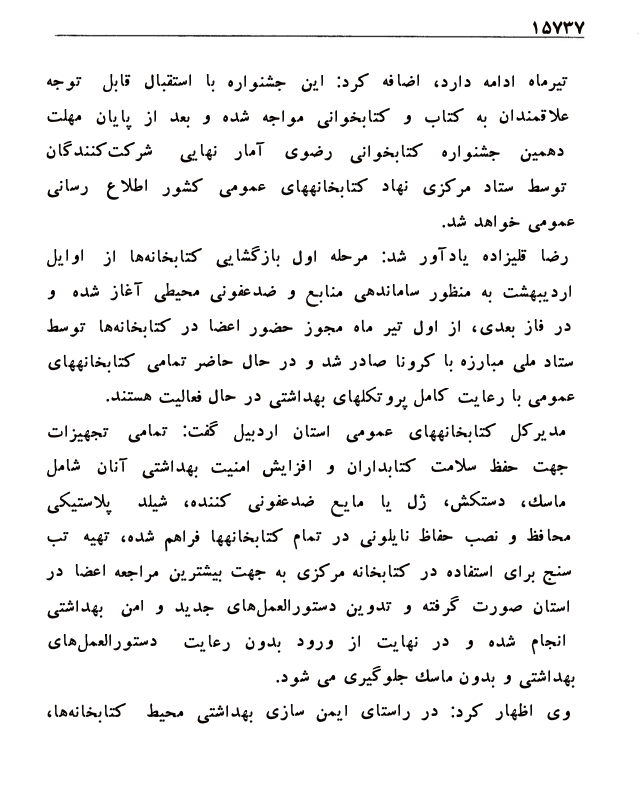 ۱۵۷۳۷
تیرماه ادامه دارد، اضافه کرد: این جشنواره با استقبال قابل توجه
علاقمندان به کتاب و کتابخوانی مواجه شده و بعد از پایان مهلت
دهمین جشنواره کتابخوانی رضوی آمار نهایی شرکت‌کنندگان
توسط ستاد مرکزی نهاد کتابخانههای عمومی کشور اطلاع رسانی
عمومی خواهد شد.
رضا قلیزاده یادآور شد: مرحله اول بازگشایی کتابخانه‌ها از اوایل
اردیبهشت به منظور ساماندهی منابع و ضدعفونی محیطی آغاز شده و
در فاز بعدی، از اول تیر ماه مجوز حضور اعضا در کتابخانه‌ها توسط
ستاد ملی مبارزه با کرونا صادر شد و در حال حاضر تمامی کتابخانههای
عمومی با رعایت کامل پروتکلهای بهداشتی در حال فعالیت هستند.
مدیرکل کتابخانههای عمومی استان اردبیل گفت: تمامی تجهیزات
جهت حفظ سلامت کتابداران و افزایش امنیت بهداشتی آنان شامل
ماسك، دستکش، ژل یا مایع ضدعفونی کننده، شیلد پلاستیکی
محافظ و نصب حفاظ نایلونی در تمام کتابخانهها فراهم شده، تهیه تب
سنج برای استفاده در کتابخانه مرکزی به جهت بیشترین مراجعه اعضا در
استان صورت گرفته و تدوین دستورالعمل‌های جدید و امن بهداشتی
انجام شده و در نهایت از ورود بدون رعایت دستورالعمل‌های
بهداشتی و بدون ماسك جلوگیری می شود.
وی اظهار کرد: در راستای ایمن سازی بهداشتی محیط کتابخانه‌ها،